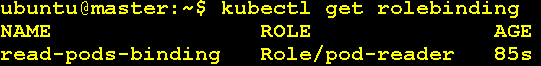 ubuntu@master:~$ kubectl get rolebinding
NAME ROLE AGE
read-pods-binding Role/pod-reader 85s